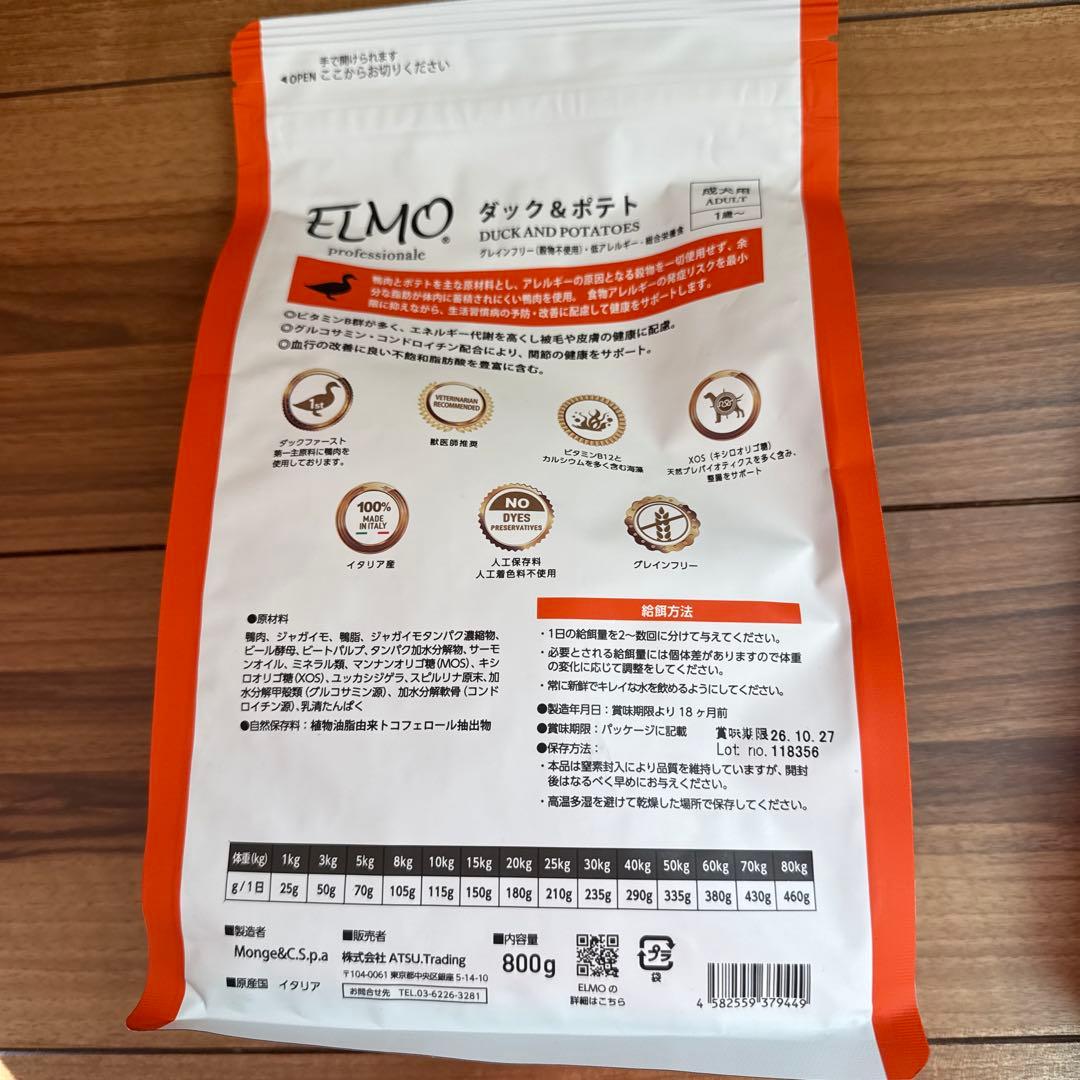 手で開けられます
◀OPEN ここからお切りください
ELMO®
professionale
ダック&ポテト
DUCK AND POTATOES
グレインフリー(穀物不使用)・低アレルギー・総合栄養食
成犬用
ADULT
1歳～
鴨肉とポテトを主な原材料とし、アレルギーの原因となる穀物を一切使用せず、余
分な脂肪が体内に蓄積されにくい鴨肉を使用。 食物アレルギーの発症リスクを最小
限に抑えながら、生活習慣病の予防・改善に配慮して健康をサポートします。
◎ビタミンB群が多く、エネルギー代謝を高くし被毛や皮膚の健康に配慮。
◎グルコサミン・コンドロイチン配合により、関節の健康をサポート。
◎血行の改善に良い不飽和脂肪酸を豊富に含む。
1st
ダックファースト
第一主原料に鴨肉を
使用しております。
VETERINARIAN
RECOMMENDED
獣医師推奨
ビタミンB12と
カルシウムを多く含む海藻
XOS(キシロオリゴ糖)
天然プレバイオティクスを多く含み、
整腸をサポート
100%
MADE
IN ITALY
イタリア産
NO
DYES
PRESERVATIVES
人工保存料
人工着色料不使用
グレインフリー
●原材料
鴨肉、ジャガイモ、鴨脂、ジャガイモタンパク濃縮物、
ビール酵母、ビートパルプ、タンパク加水分解物、サーモ
ンオイル、ミネラル類、マンナンオリゴ糖(MOS)、キシ
ロオリゴ糖(XOS)、ユッカシジゲラ、スピルリナ原末、加
水分解甲殻類(グルコサミン源)、加水分解軟骨(コンド
ロイチン源)、乳清たんぱく
●自然保存料：植物油脂由来トコフェロール抽出物
給餌方法
・1日の給餌量を2～数回に分けて与えてください。
・必要とされる給餌量には個体差がありますので体重
の変化に応じて調整をしてください。
・常に新鮮でキレイな水を飲めるようにしてください。
●製造年月日：賞味期限より18ヶ月前
●賞味期限：パッケージに記載
賞味期限26.10.27
Lot no.118356
●保存方法：
・本品は窒素封入により品質を維持していますが、開封
後はなるべく早めにお与えください。
・高温多湿を避けて乾燥した場所で保存してください。
体重(kg) 1kg 3kg 5kg 8kg 10kg 15kg 20kg 25kg 30kg 40kg 50kg 60kg 70kg 80kg
g/1日 25g 50g 70g 105g 115g 150g 180g 210g 235g 290g 335g 380g 430g 460g
■製造者
Monge&C.S.p.a
■原産国 イタリア
■販売者
株式会社 ATSU.Trading
〒104-0061 東京都中央区銀座5-14-10
お問合せ先 TEL.03-6226-3281
■内容量
800g
ELMOの
詳細はこちら
プラ
袋
4 582559 379449